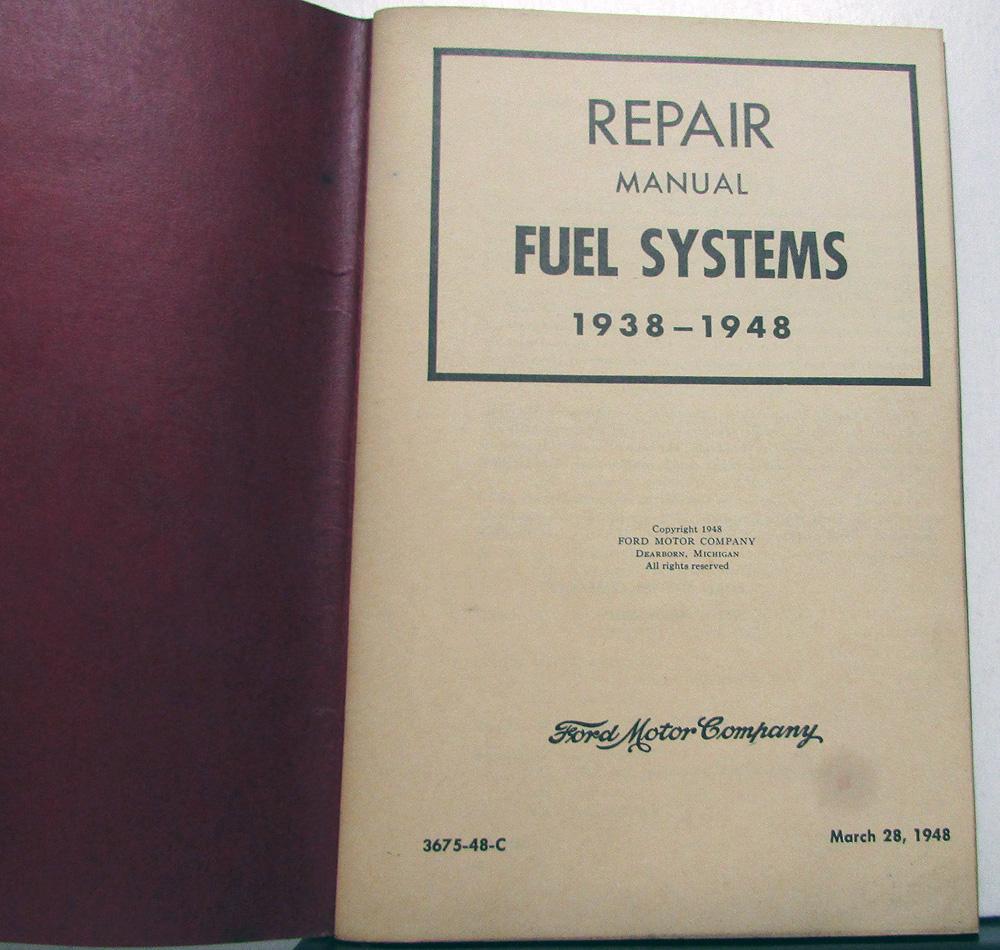 REPAIR
MANUAL
FUEL SYSTEMS
1938–1948
Copyright 1948
FORD MOTOR COMPANY
DEARBORN, MICHIGAN
All rights reserved
Ford Motor Company
3675-48-C
March 28, 1948